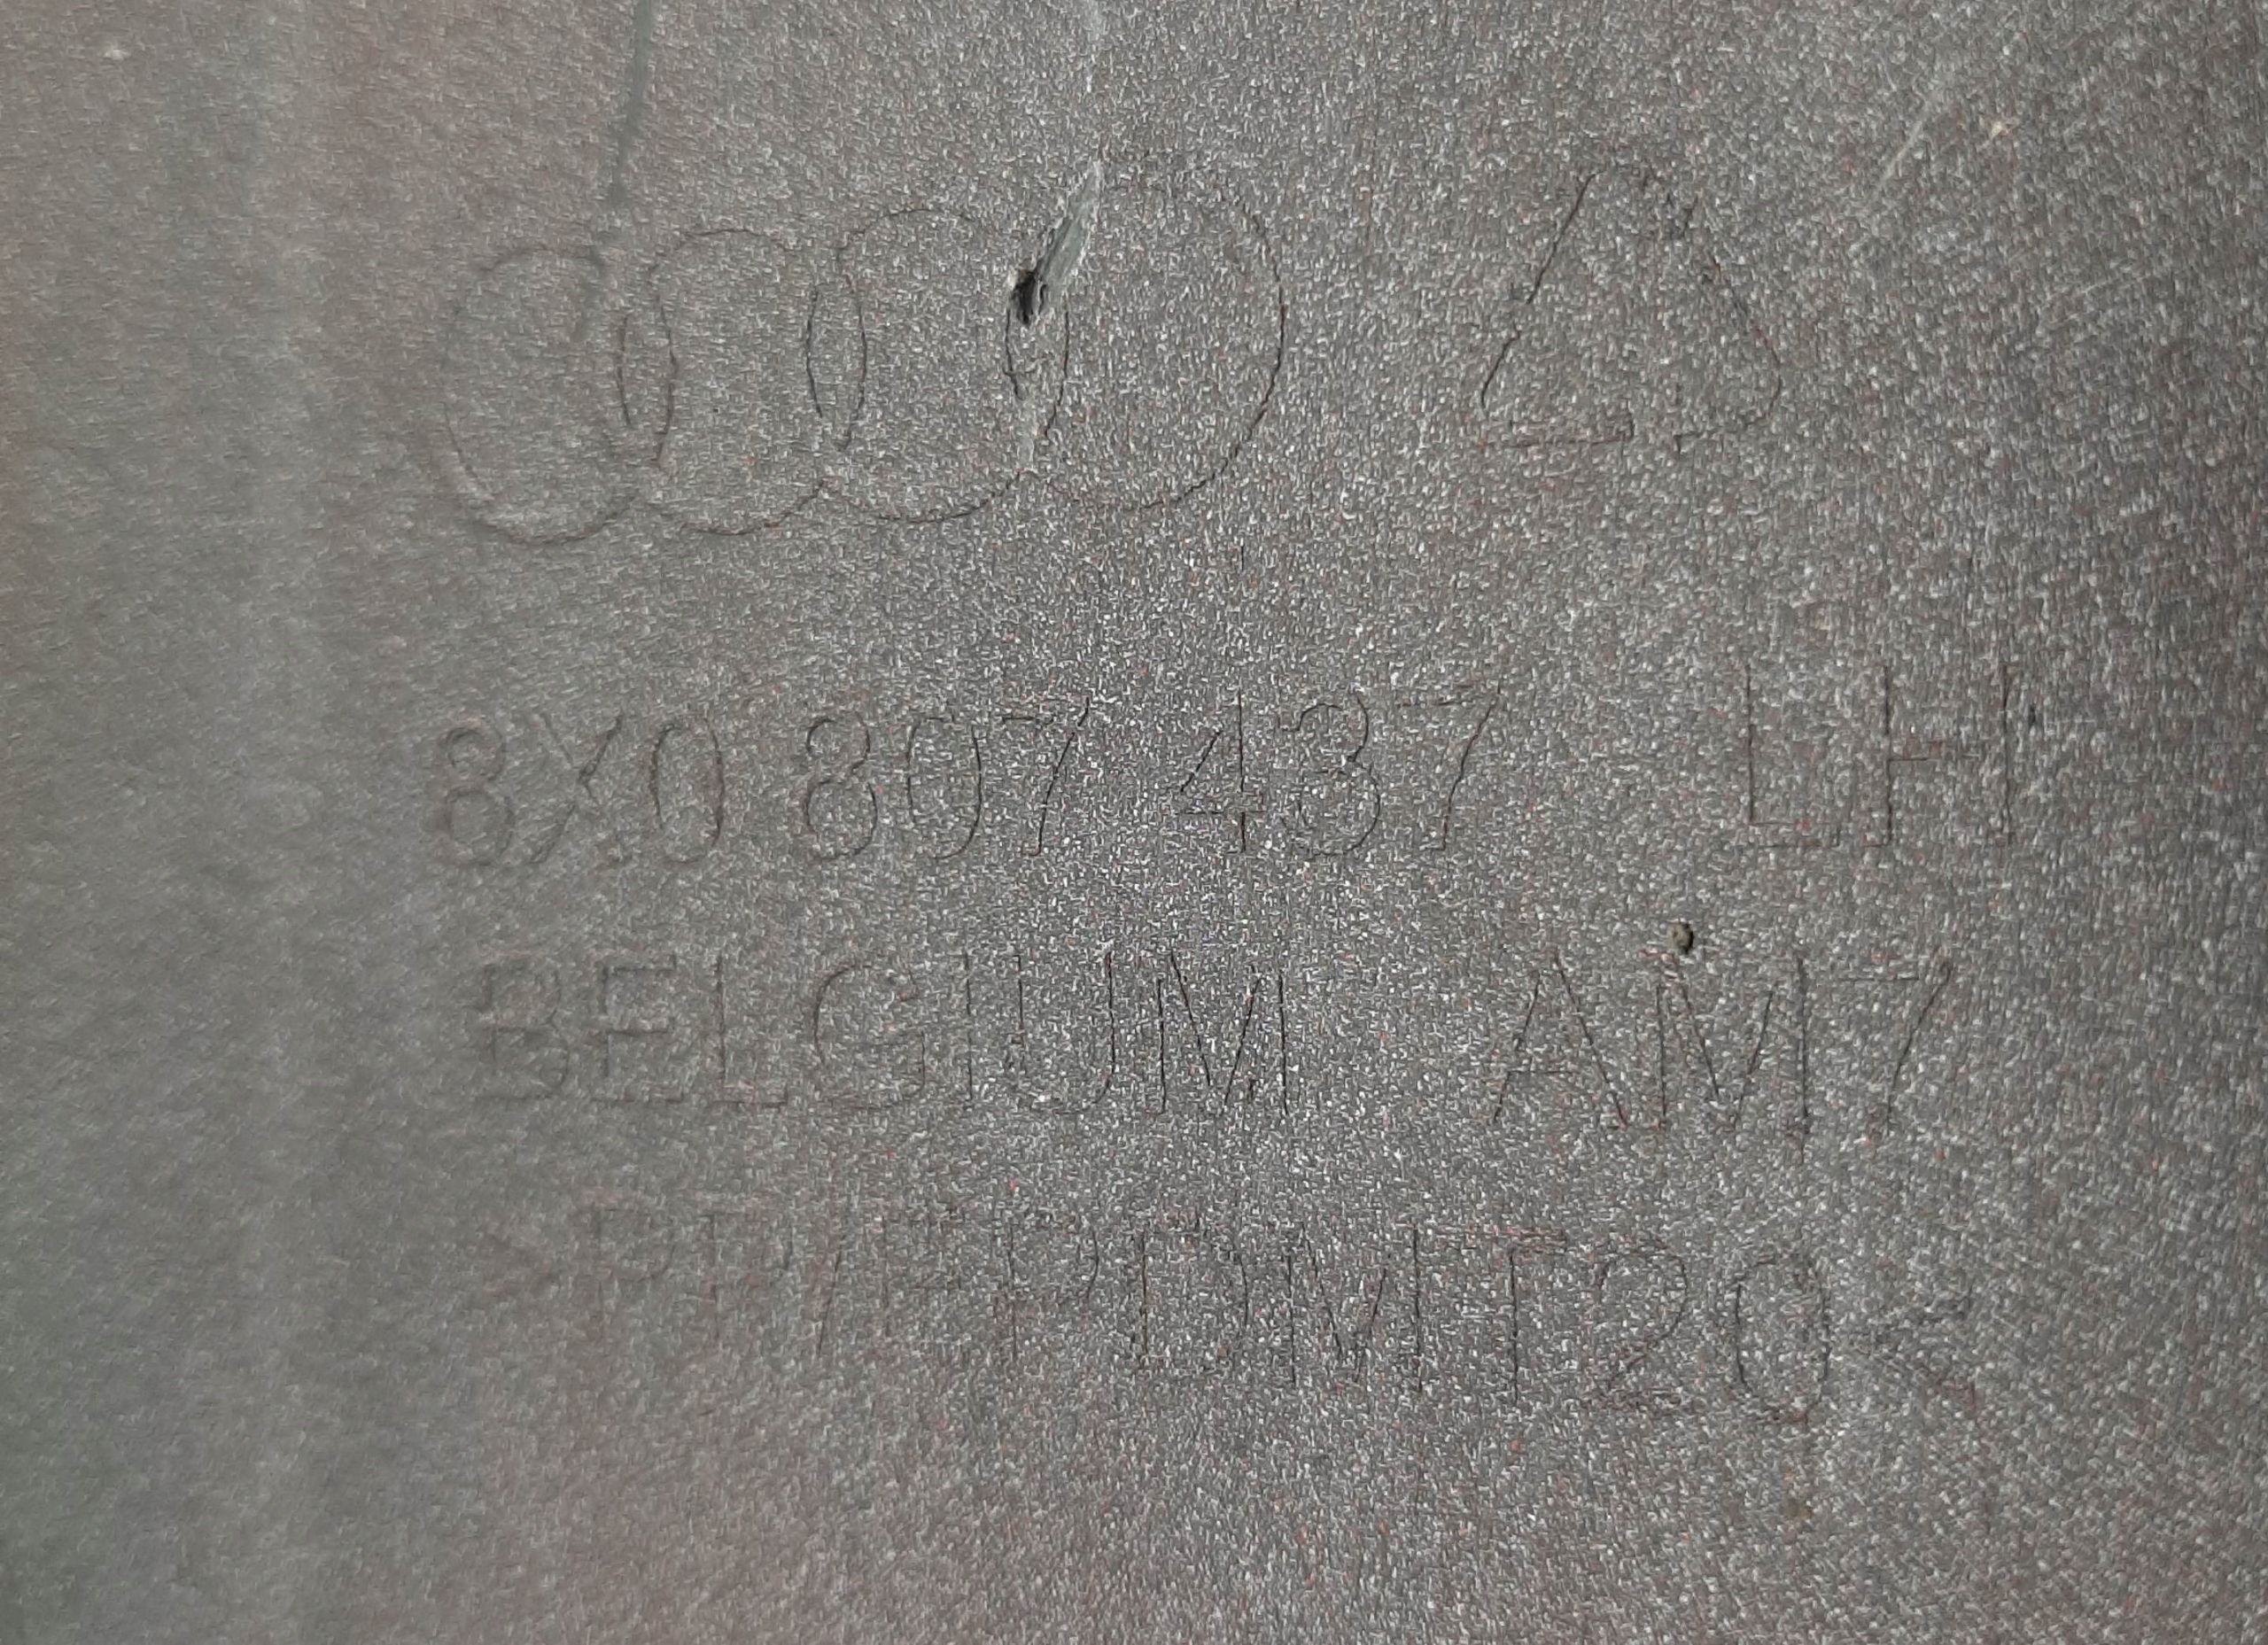 8X0 807 437 LH
BELGIUM AM7
>PP/EPDM T20<